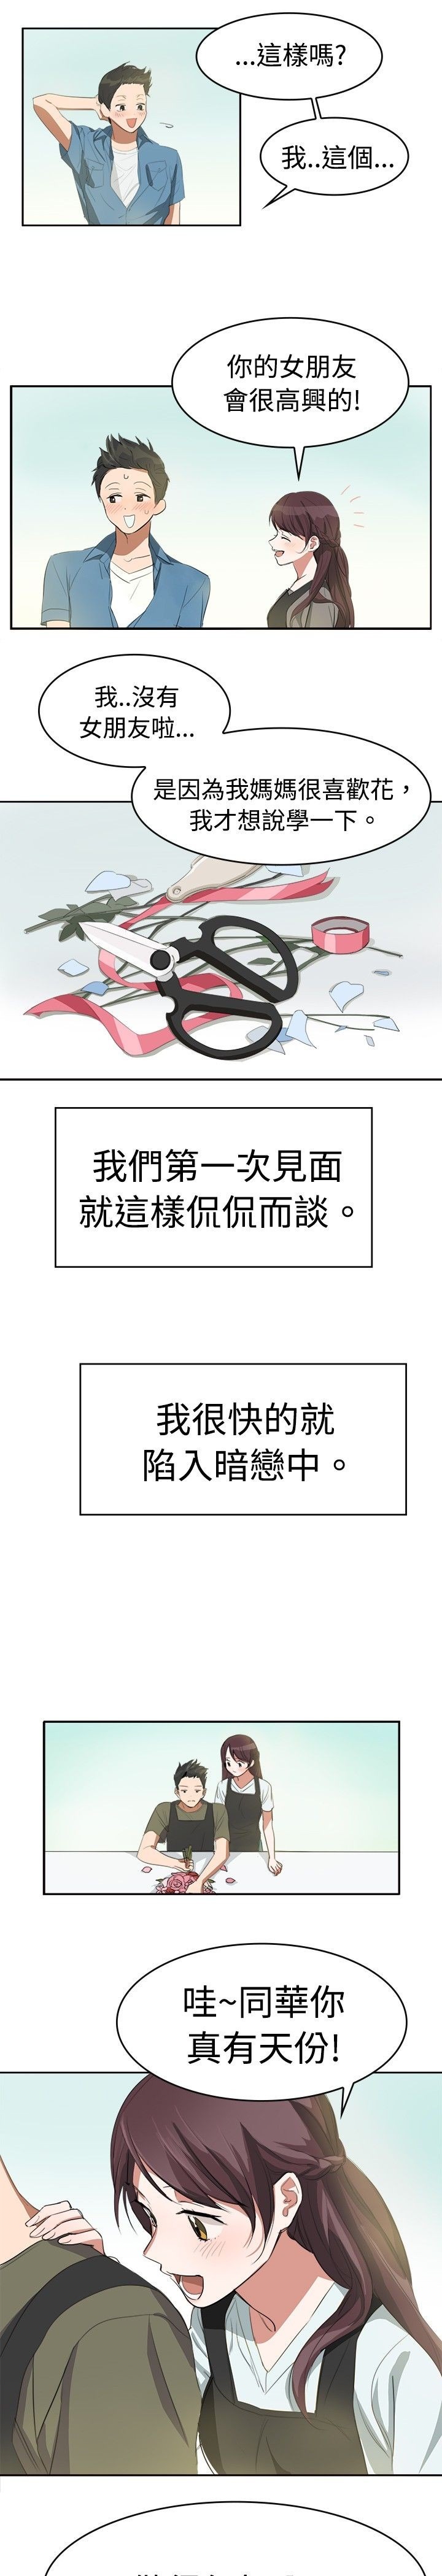 ...這樣嗎?
我..這個...
你的女朋友
會很高興的!
我..沒有
女朋友啦...
是因為我媽媽很喜歡花，
我才想說學一下。
我們第一次見面
就這樣侃侃而談。
我很快的就
陷入暗戀中。
哇~同華你
真有天份!